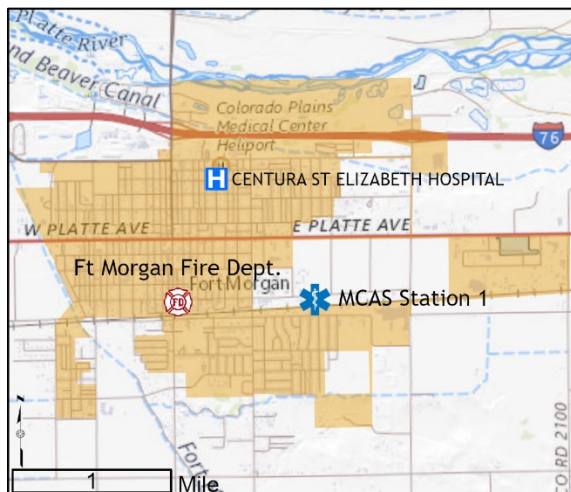 Platte River
nd Beaver Canal
Colorado Plains
Medical Center
Heliport
76
H
CENTURA ST ELIZABETH HOSPITAL
W PLATTE AVE
E PLATTE AVE
Ft Morgan Fire Dept.
Fort Morgan
FD
MCAS Station 1
CO RD 2100
Fort
1
Mile